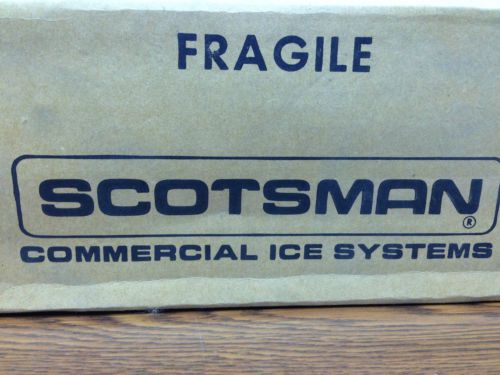 FRAGILE
SCOTSMAN®
COMMERCIAL ICE SYSTEMS